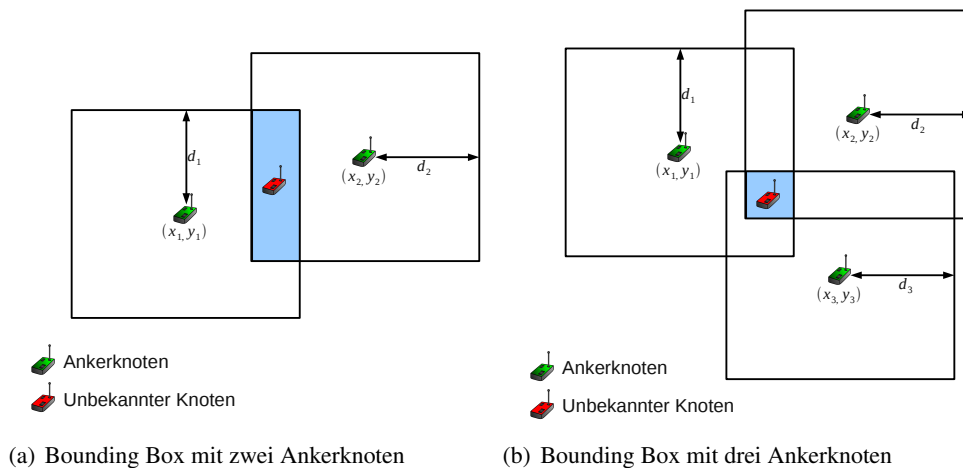 d₁
(x₁, y₁)
(x₂, y₂)
d₂
Ankerknoten
Unbekannter Knoten
(a) Bounding Box mit zwei Ankerknoten
d₁
(x₁, y₁)
(x₂, y₂)
d₂
(x₃, y₃)
d₃
Ankerknoten
Unbekannter Knoten
(b) Bounding Box mit drei Ankerknoten